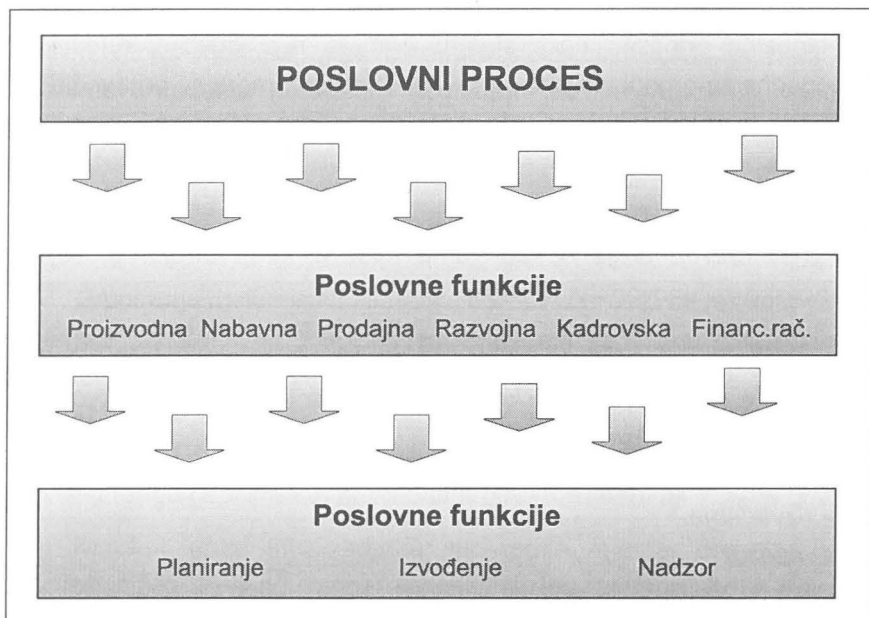 POSLOVNI PROCES
Poslovne funkcije
Proizvodna Nabavna Prodajna Razvojna Kadrovska Financ.rač.
Poslovne funkcije
Planiranje Izvođenje Nadzor